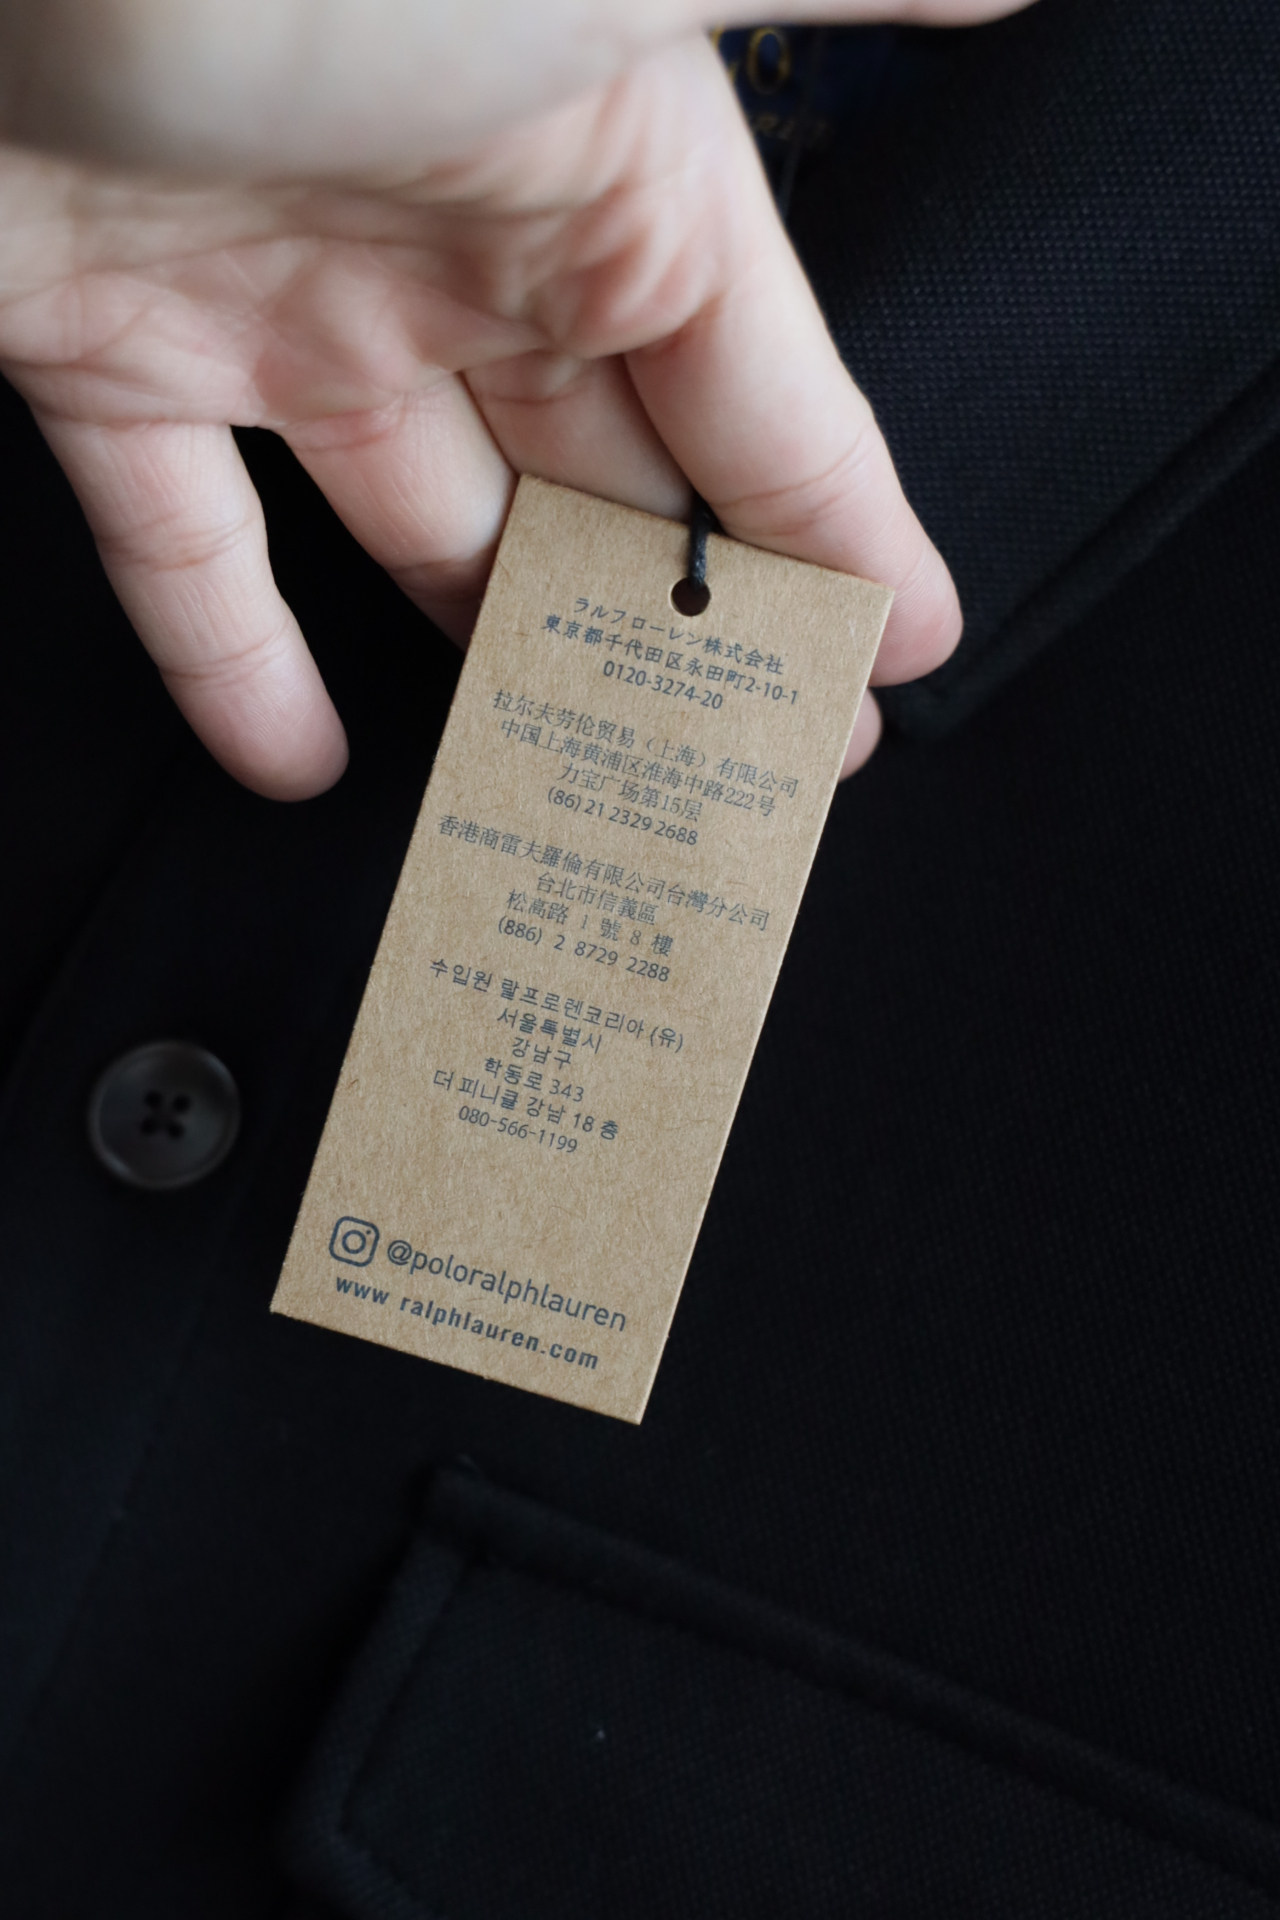 ラルフ ローレン株式会社
東京都千代田区永田町2-10-1
0120-3274-20
拉尔夫劳伦贸易（上海）有限公司
中国上海黄浦区淮海中路222号
力宝广场第15层
(86) 21 2329 2688
香港商雷夫羅倫有限公司台灣分公司
台北市信義區
松高路 1 號 8 樓
(886) 2 8729 2288
수입원 랄프로렌코리아 (유)
서울특별시
강남구
학동로 343
더 피니클 강남 18 층
080-566-1199
@poloralphlauren
www ralphlauren.com